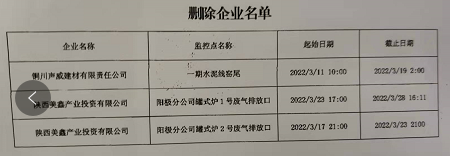 删除企业名单
企业名称 监控点名称 起始日期 截止日期
铜川声威建材有限责任公司 一期水泥线窑尾 2022/3/11 10:00 2022/3/19 2:00
陕西美鑫产业投资有限公司 阳极分公司罐式炉1号废气排放口 2022/3/23 17:00 2022/3/28 16:11
陕西美鑫产业投资有限公司 阳极分公司罐式炉2号废气排放口 2022/3/17 21:00 2022/3/23 2100